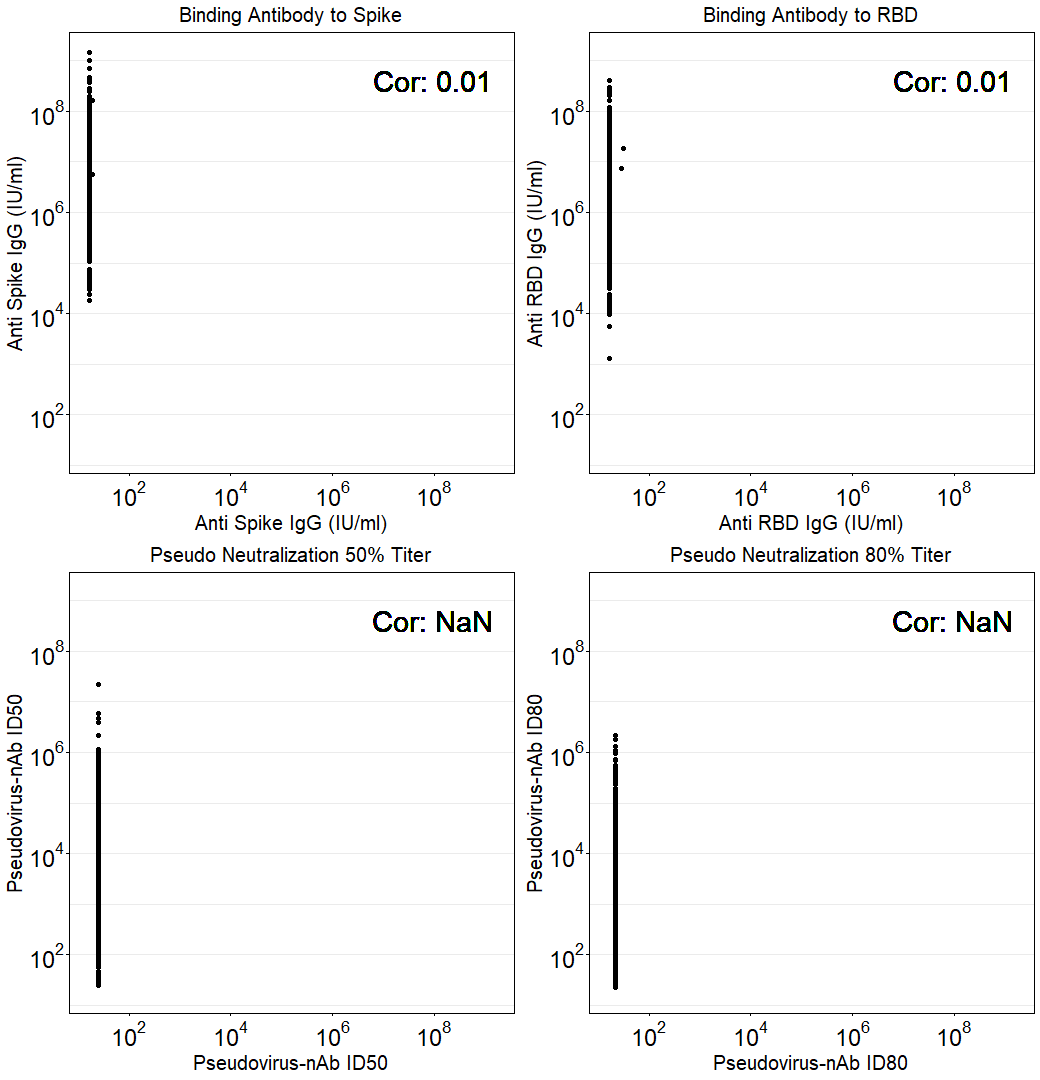 Binding Antibody to Spike
Cor: 0.01
10^8
10^6
10^4
10^2
Anti Spike IgG (IU/ml)
10^2 10^4 10^6 10^8
Anti Spike IgG (IU/ml)
Binding Antibody to RBD
Cor: 0.01
10^8
10^6
10^4
10^2
Anti RBD IgG (IU/ml)
10^2 10^4 10^6 10^8
Anti RBD IgG (IU/ml)
Pseudo Neutralization 50% Titer
Cor: NaN
10^8
10^6
10^4
10^2
Pseudovirus-nAb ID50
10^2 10^4 10^6 10^8
Pseudovirus-nAb ID50
Pseudo Neutralization 80% Titer
Cor: NaN
10^8
10^6
10^4
10^2
Pseudovirus-nAb ID80
10^2 10^4 10^6 10^8
Pseudovirus-nAb ID80